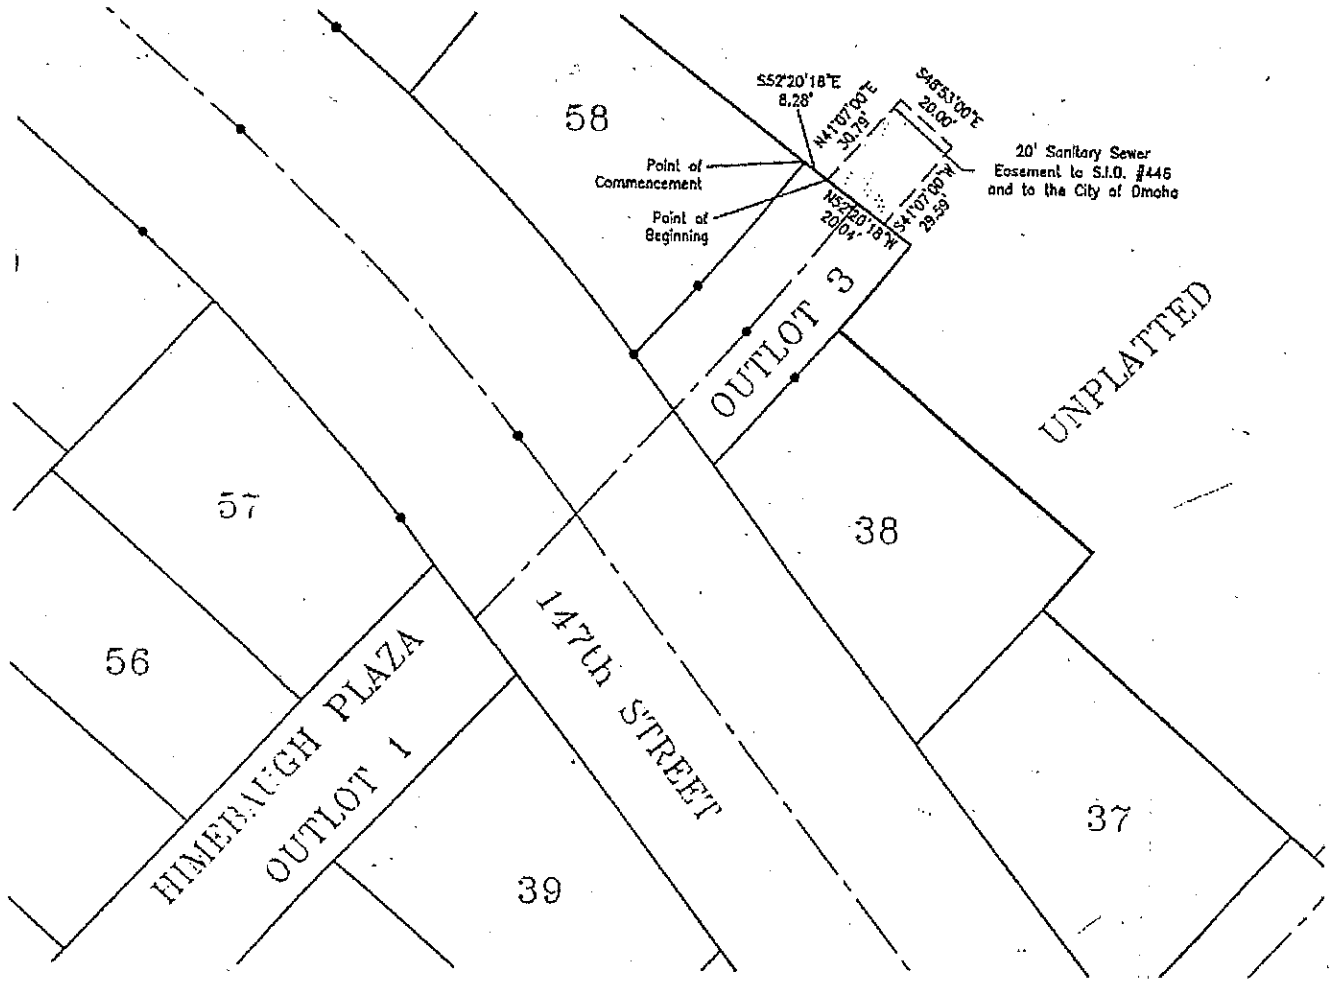 58
S52°20'18"E
8.28'
N41°07'00"E
30.79'
S48°53'00"E
20.00'
20' Sanitary Sewer
Easement to S.I.D. #446
and to the City of Omaha
Point of
Commencement
Point of
Beginning
N52°20'18"W
20.04'
S41°07'00"W
29.59'
OUTLOT 3
UNPLATTED
57
38
56
147th STREET
HIMEBAUGH PLAZA
OUTLOT 1
39
37